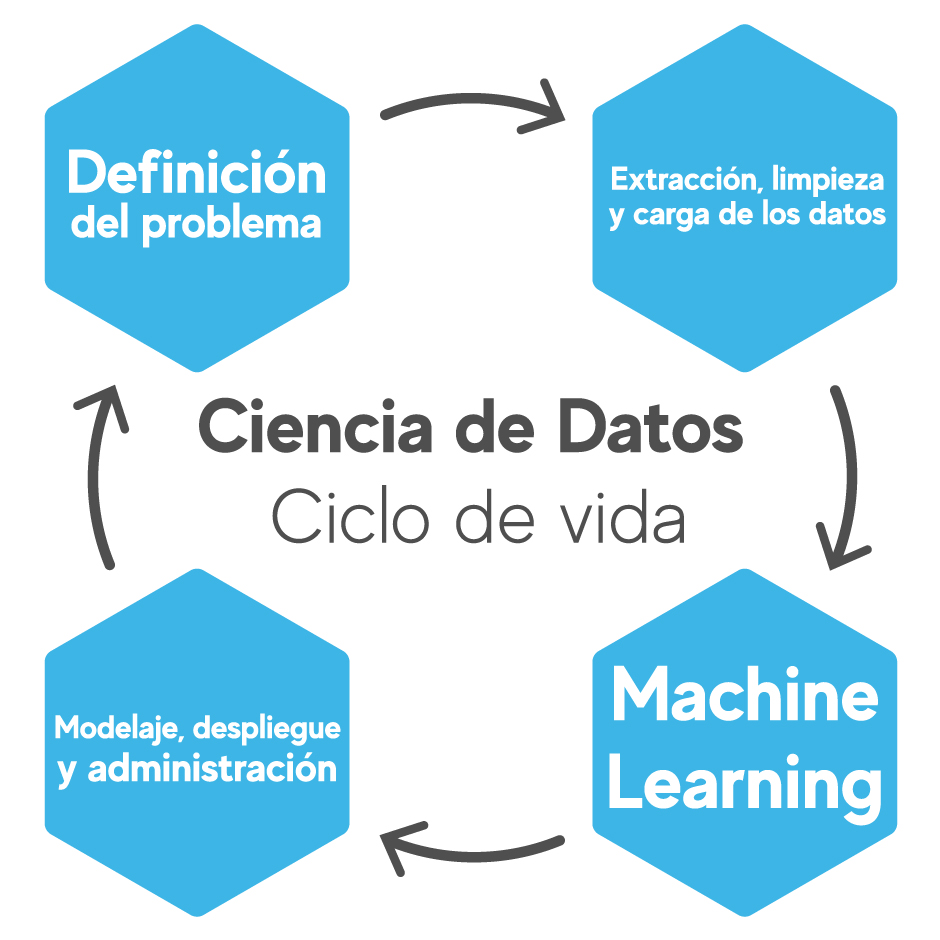 Definición
del problema
Extracción, limpieza
y carga de los datos
Ciencia de Datos
Ciclo de vida
Modelaje, despliegue
y administración
Machine
Learning